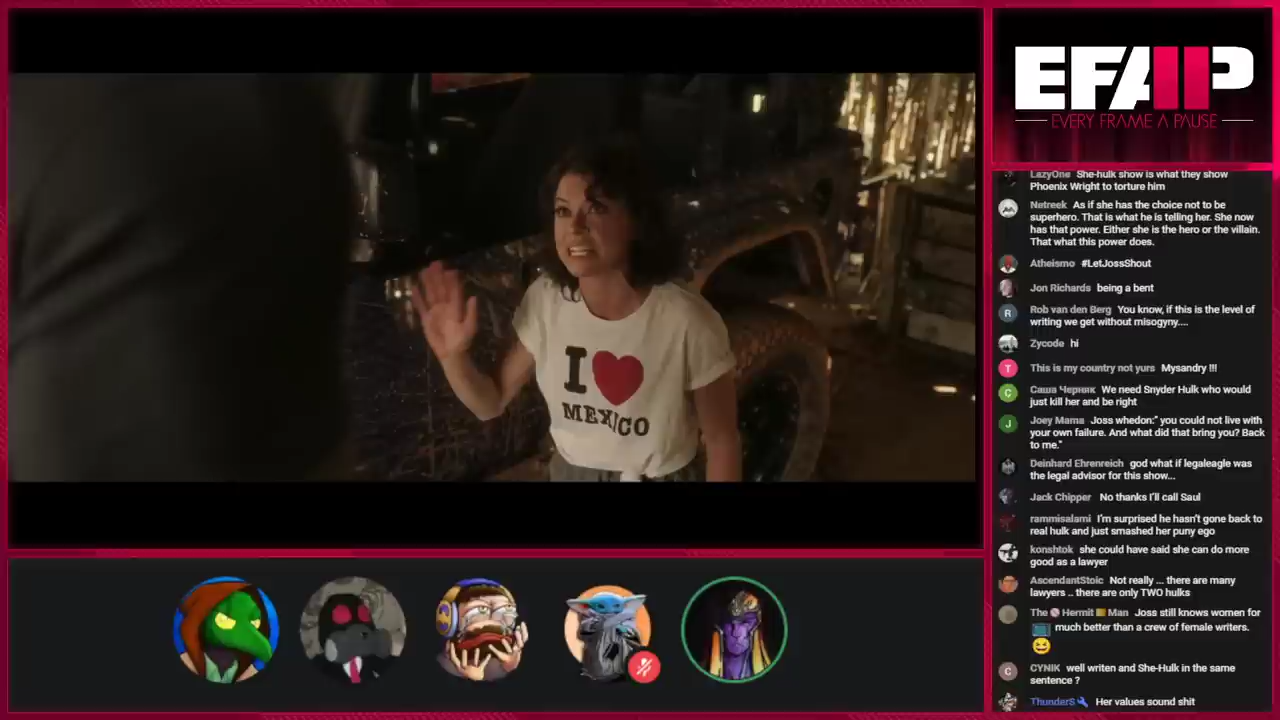 I
MEXICO
EFAP
EVERY FRAME A PAUSE
LazyOne She-hulk show is what they show
Phoenix Wright to torture him
Natreek As if she has the choice not to be
superhero. That is what he is telling her. She now
has that power. Either she is the hero or the villain.
That what this power does.
Atheismo #LetJossShout
Jon Richards being a bent
R
Rob van den Berg You know, if this is the level of
writing we get without misogyny....
Zycode hi
T
This is my country not yurs Mysandry !!!
C
Саша Черняк We need Snyder Hulk who would
just kill her and be right
J
Joey Mama Joss whedon:" you could not live with
your own failure. And what did that bring you? Back
to me."
Deinhard Ehrenreich god what if legaleagle was
the legal advisor for this show...
Jack Chipper No thanks I'll call Saul
rammisalami I'm surprised he hasn't gone back to
real hulk and just smashed her puny ego
konshtok she could have said she can do more
good as a lawyer
AscendantStoic Not really ... there are many
lawyers .. there are only TWO hulks
The Hermit Man Joss still knows women for
much better than a crew of female writers.
C
CYNIK well writen and She-Hulk in the same
sentence ?
ThunderS Her values sound shit